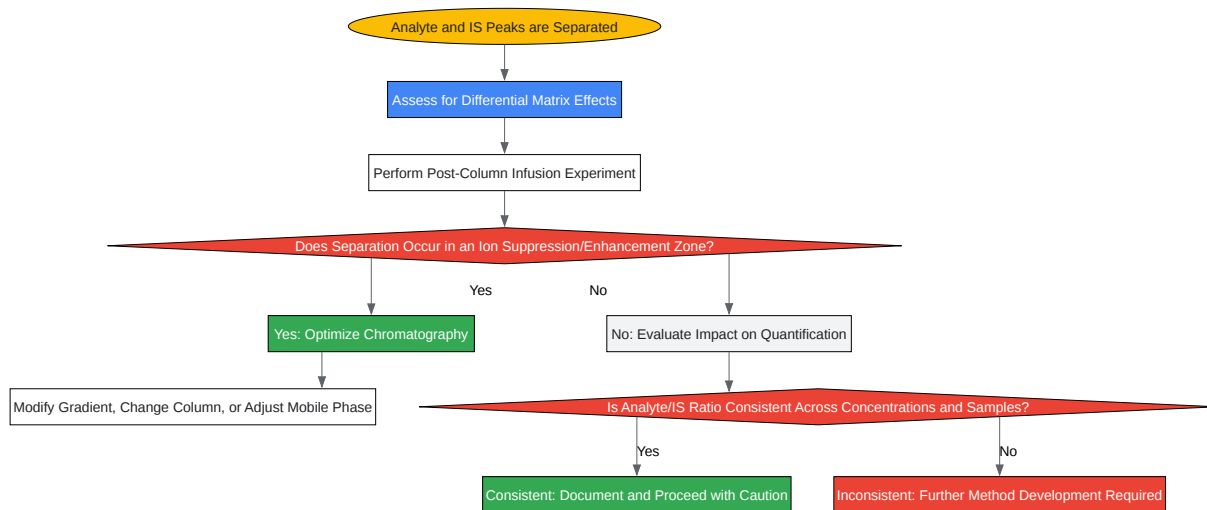 Analyte and IS Peaks are Separated
Assess for Differential Matrix Effects
Perform Post-Column Infusion Experiment
Does Separation Occur in an Ion Suppression/Enhancement Zone?
Yes
No
Yes: Optimize Chromatography
No: Evaluate Impact on Quantification
Modify Gradient, Change Column, or Adjust Mobile Phase
Is Analyte/IS Ratio Consistent Across Concentrations and Samples?
Yes
No
Consistent: Document and Proceed with Caution
Inconsistent: Further Method Development Required